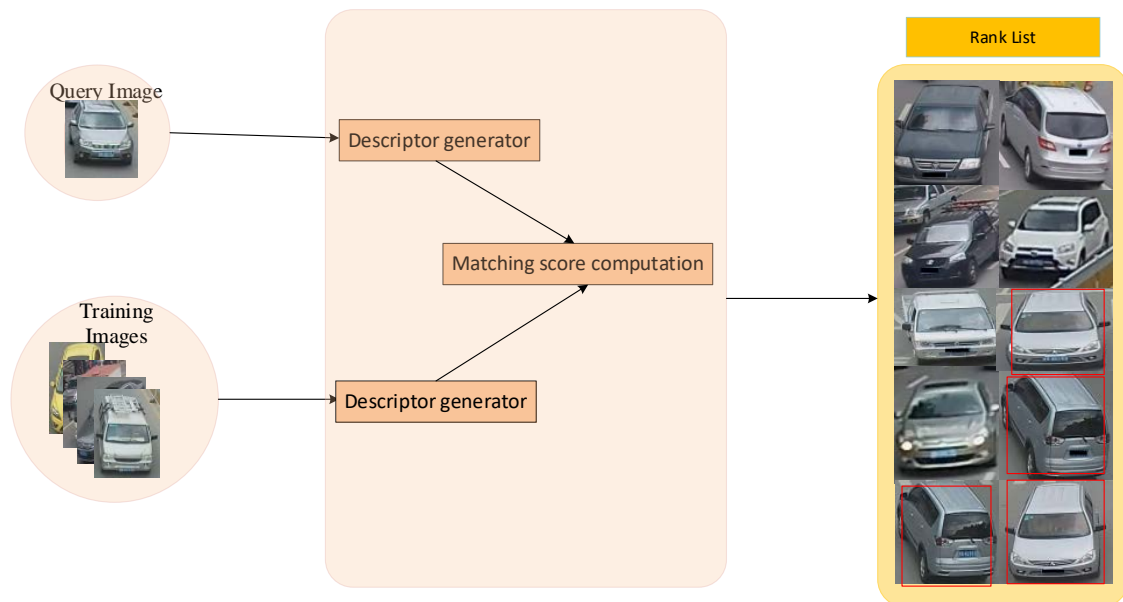 Rank List
Query Image
Descriptor generator
Matching score computation
Training
Images
Descriptor generator